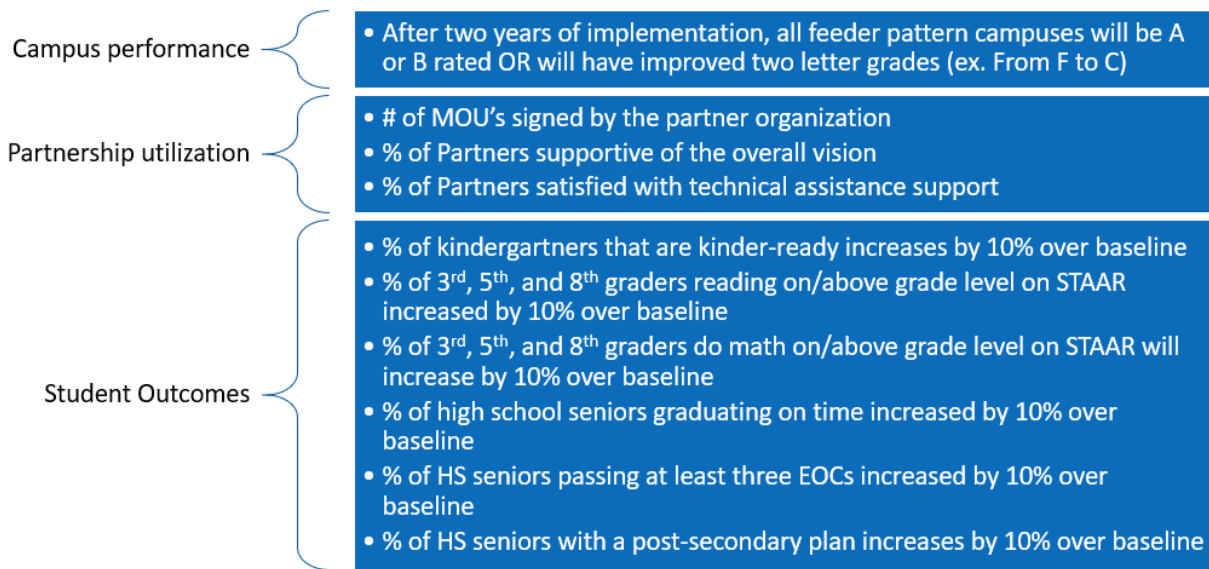 Campus performance
• After two years of implementation, all feeder pattern campuses will be A
or B rated OR will have improved two letter grades (ex. From F to C)
Partnership utilization
• # of MOU's signed by the partner organization
• % of Partners supportive of the overall vision
• % of Partners satisfied with technical assistance support
Student Outcomes
• % of kindergartners that are kinder-ready increases by 10% over baseline
• % of 3rd, 5th, and 8th graders reading on/above grade level on STAAR
increased by 10% over baseline
• % of 3rd, 5th, and 8th graders do math on/above grade level on STAAR will
increase by 10% over baseline
• % of high school seniors graduating on time increased by 10% over
baseline
• % of HS seniors passing at least three EOCs increased by 10% over
baseline
• % of HS seniors with a post-secondary plan increases by 10% over baseline